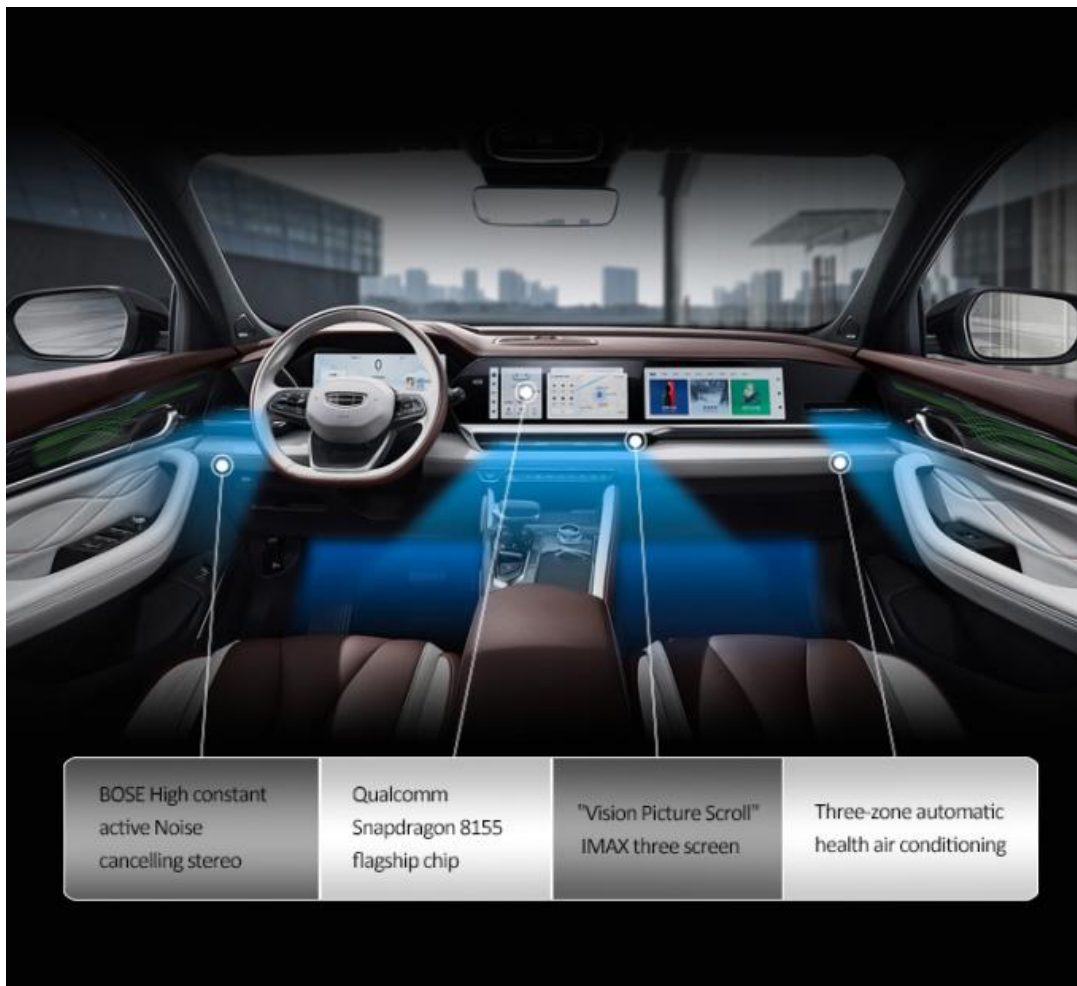 0
BOSE High constant
active Noise
cancelling stereo
Qualcomm
Snapdragon 8155
flagship chip
"Vision Picture Scroll"
IMAX three screen
Three-zone automatic
health air conditioning